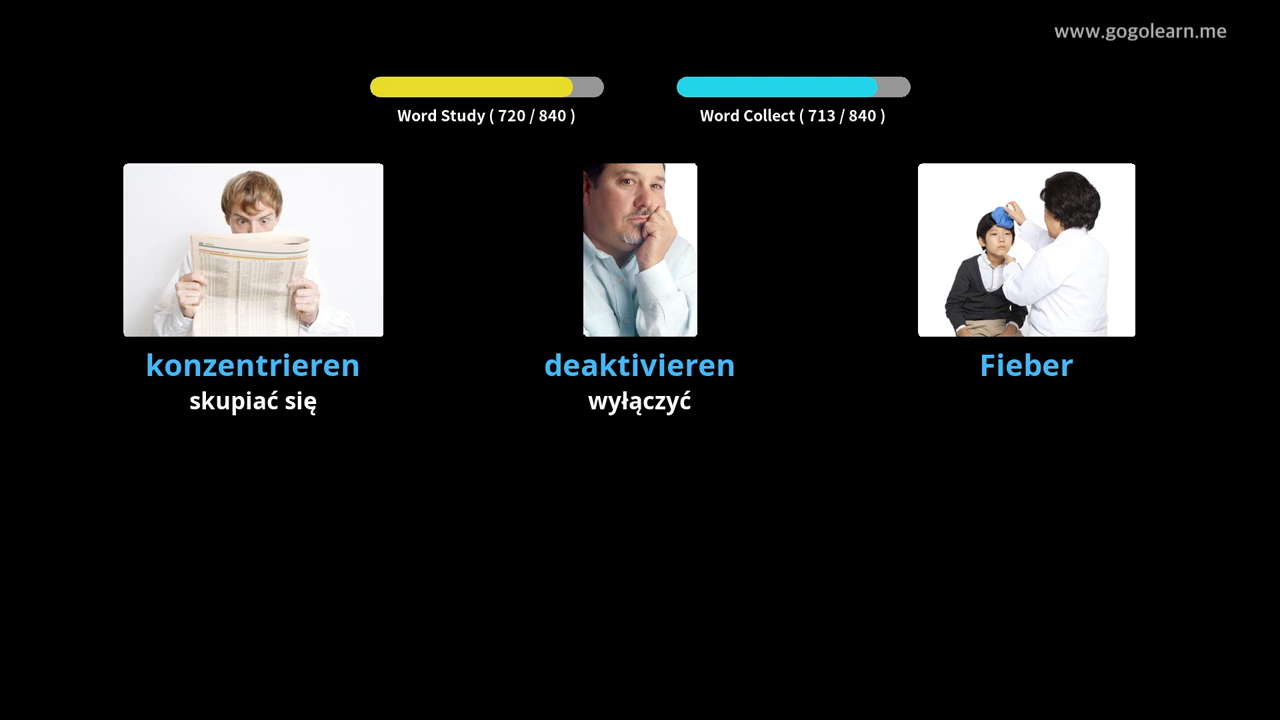 www.gogolearn.me
Word Study ( 720 / 840 )
Word Collect ( 713 / 840 )
konzentrieren
skupiać się
deaktivieren
wyłączyć
Fieber